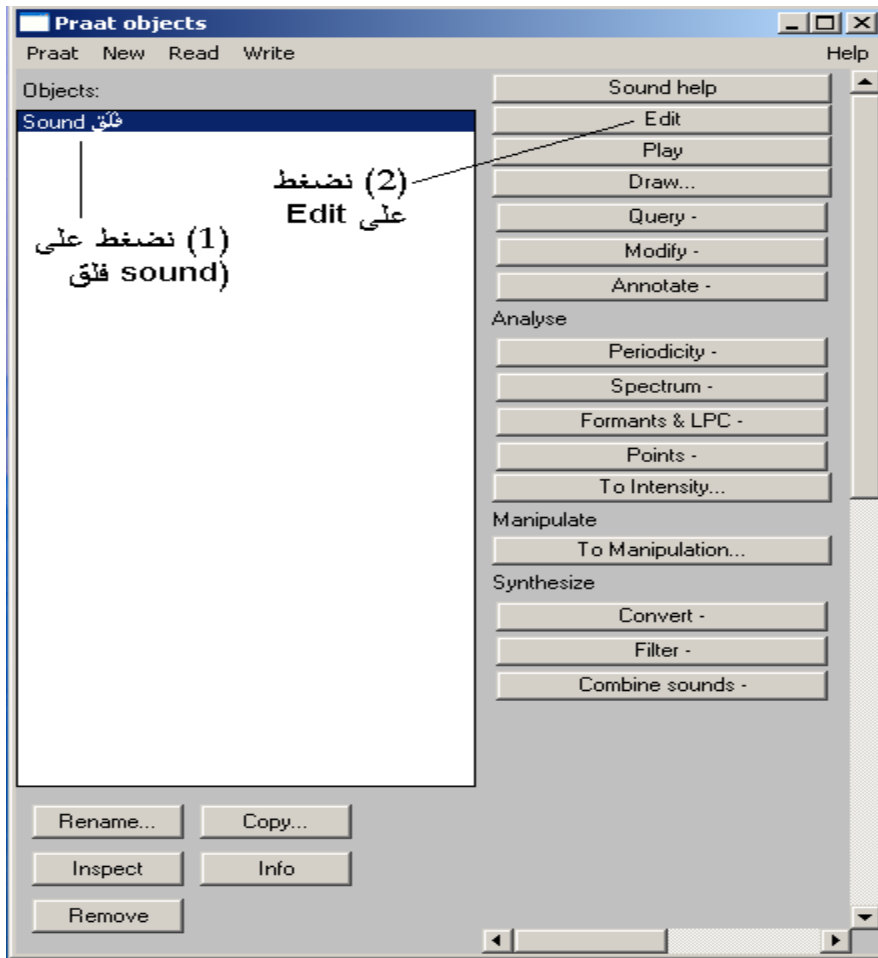 Praat objects
Praat New Read Write Help
Objects:
Sound فَلَق
(2) نضغط
على Edit
(1) نضغط على
(sound فلق
Sound help
Edit
Play
Draw...
Query -
Modify -
Annotate -
Analyse
Periodicity -
Spectrum -
Formants & LPC -
Points -
To Intensity...
Manipulate
To Manipulation...
Synthesize
Convert -
Filter -
Combine sounds -
Rename... Copy...
Inspect Info
Remove